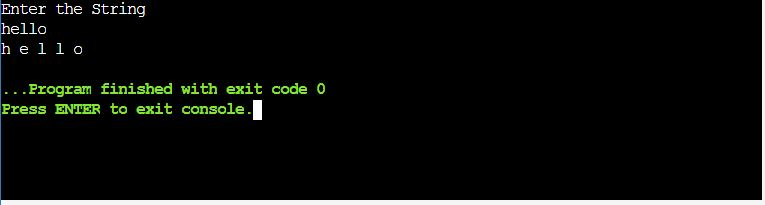 Enter the String
hello
h e l l o
...Program finished with exit code 0
Press ENTER to exit console.